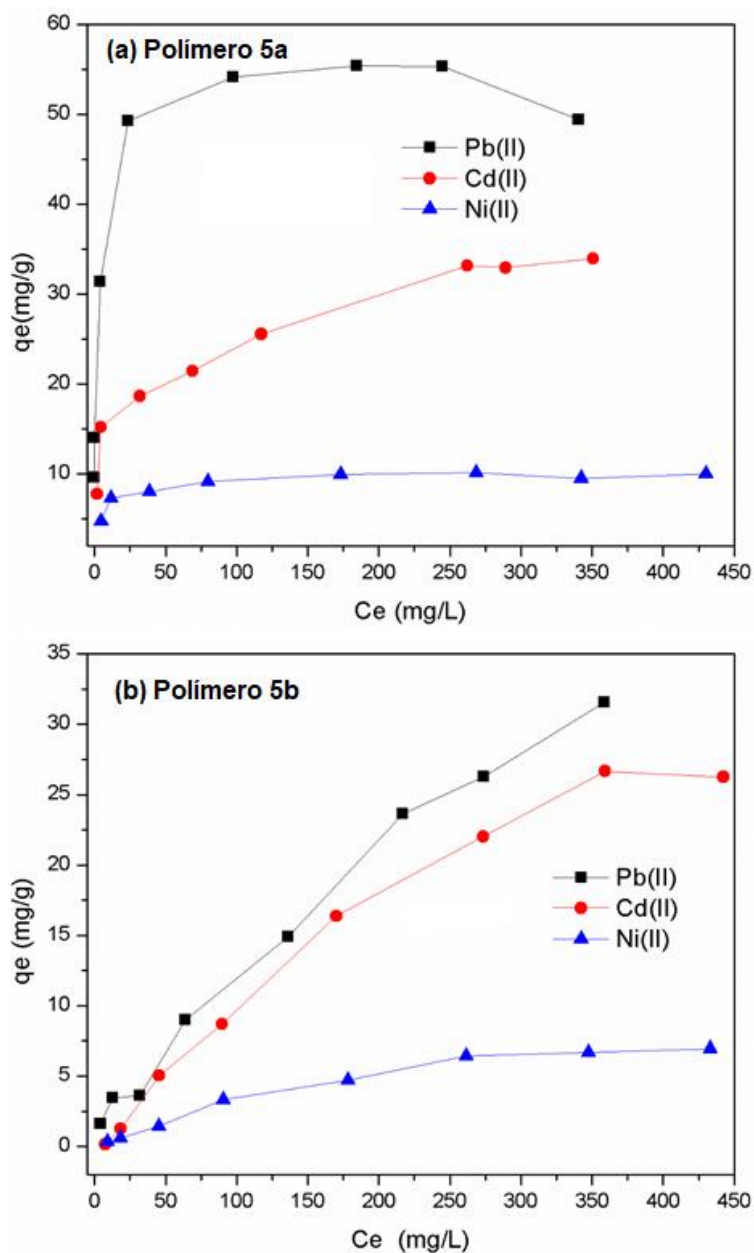 (a) Polímero 5a
60
50
40
30
20
10
qe(mg/g)
Pb(II)
Cd(II)
Ni(II)
0 50 100 150 200 250 300 350 400 450
Ce (mg/L)
(b) Polímero 5b
35
30
25
20
15
10
5
0
qe (mg/g)
Pb(II)
Cd(II)
Ni(II)
0 50 100 150 200 250 300 350 400 450
Ce (mg/L)